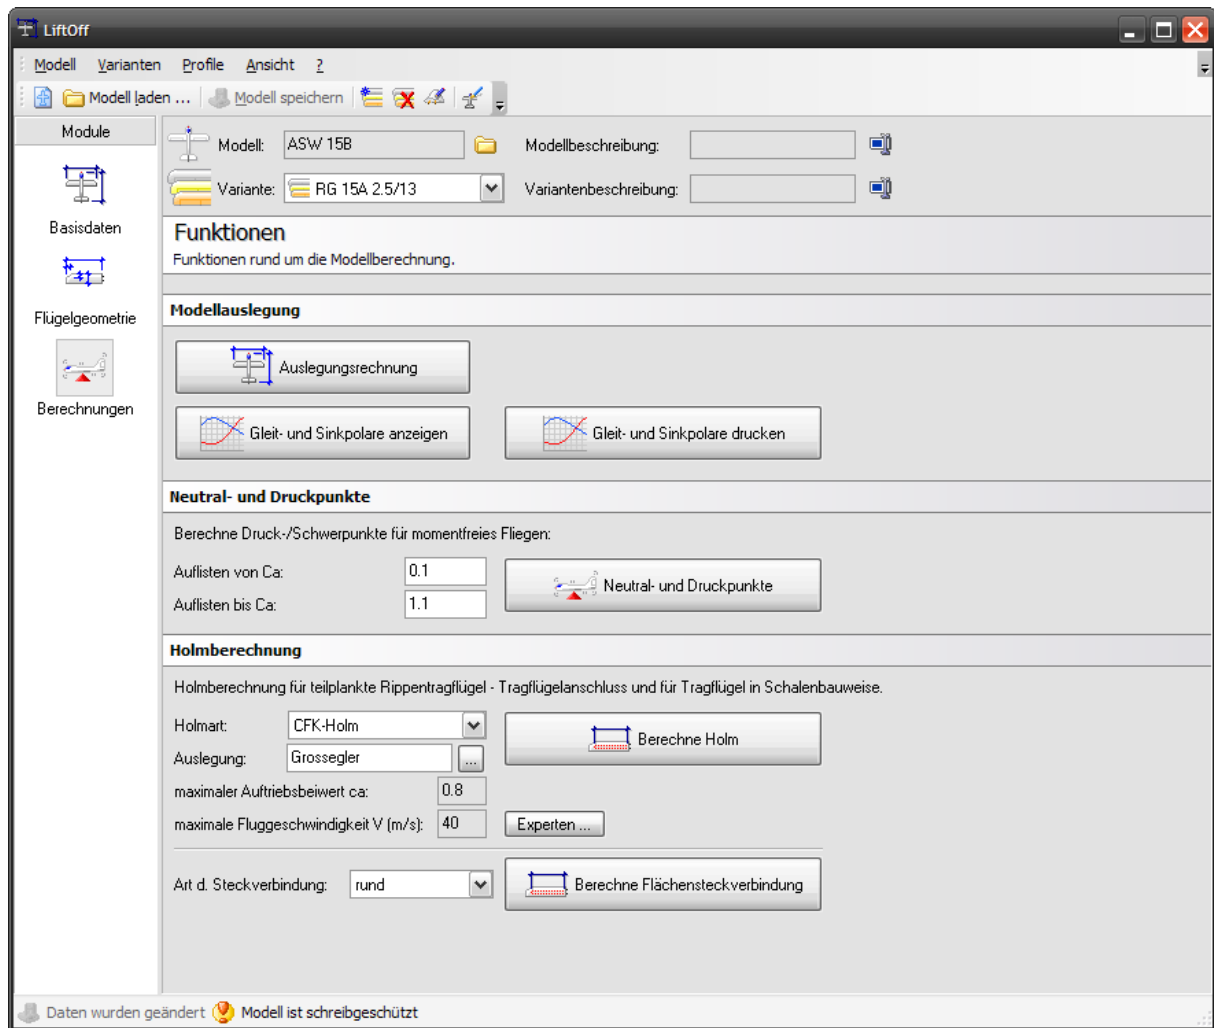 LiftOff
Modell Varianten Profile Ansicht ?
Modell laden ... Modell speichern
Module
Basisdaten
Flügelgeometrie
Berechnungen
Modell: ASW 15B Modellbeschreibung:
Variante: RG 15A 2.5/13 Variantenbeschreibung:
Funktionen
Funktionen rund um die Modellberechnung.
Modellauslegung
Auslegungsrechnung
Gleit- und Sinkpolare anzeigen Gleit- und Sinkpolare drucken
Neutral- und Druckpunkte
Berechne Druck-/Schwerpunkte für momentfreies Fliegen:
Auflisten von Ca: 0.1
Neutral- und Druckpunkte
Auflisten bis Ca: 1.1
Holmberechnung
Holmberechnung für teilplankte Rippentragflügel - Tragflügelanschluss und für Tragflügel in Schalenbauweise.
Holmart: CFK-Holm
Berechne Holm
Auslegung: Grossegler ...
maximaler Auftriebsbeiwert ca: 0.8
maximale Fluggeschwindigkeit V (m/s): 40 Experten ...
Art d. Steckverbindung: rund Berechne Flächensteckverbindung
Daten wurden geändert Modell ist schreibgeschützt